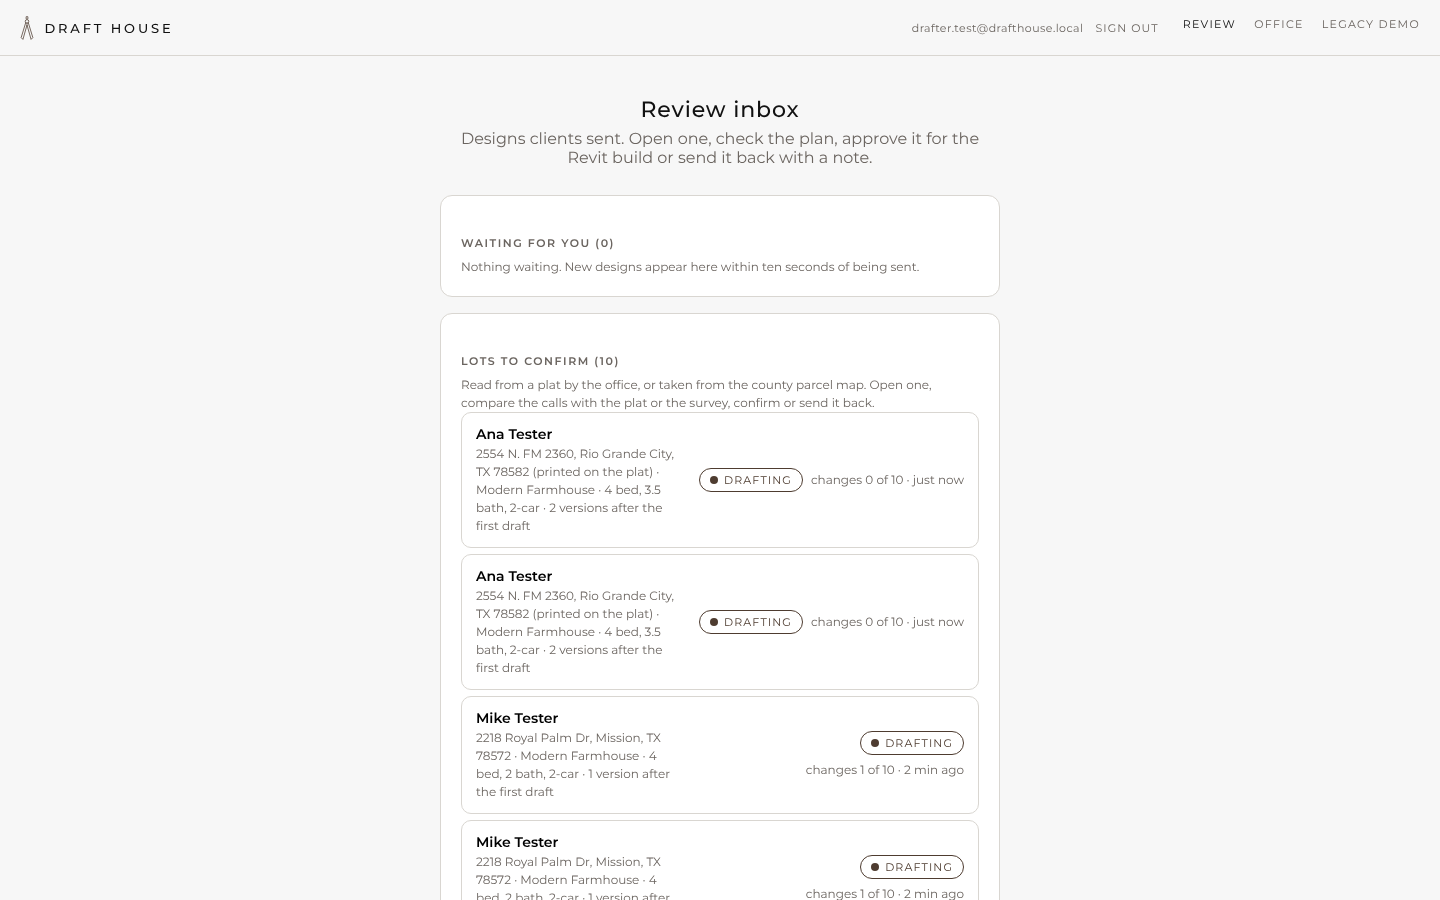 DRAFT HOUSE
drafter.test@drafthouse.local SIGN OUT REVIEW OFFICE LEGACY DEMO
Review inbox
Designs clients sent. Open one, check the plan, approve it for the
Revit build or send it back with a note.
WAITING FOR YOU (0)
Nothing waiting. New designs appear here within ten seconds of being sent.
LOTS TO CONFIRM (10)
Read from a plat by the office, or taken from the county parcel map. Open one,
compare the calls with the plat or the survey, confirm or send it back.
Ana Tester
2554 N. FM 2360, Rio Grande City,
TX 78582 (printed on the plat) ·
Modern Farmhouse · 4 bed, 3.5
bath, 2-car · 2 versions after the
first draft
DRAFTING changes 0 of 10 · just now
Ana Tester
2554 N. FM 2360, Rio Grande City,
TX 78582 (printed on the plat) ·
Modern Farmhouse · 4 bed, 3.5
bath, 2-car · 2 versions after the
first draft
DRAFTING changes 0 of 10 · just now
Mike Tester
2218 Royal Palm Dr, Mission, TX
78572 · Modern Farmhouse · 4
bed, 2 bath, 2-car · 1 version after
the first draft
DRAFTING
changes 1 of 10 · 2 min ago
Mike Tester
2218 Royal Palm Dr, Mission, TX
78572 · Modern Farmhouse · 4
bed, 2 bath, 2-car · 1 version after
DRAFTING
changes 1 of 10 · 2 min ago